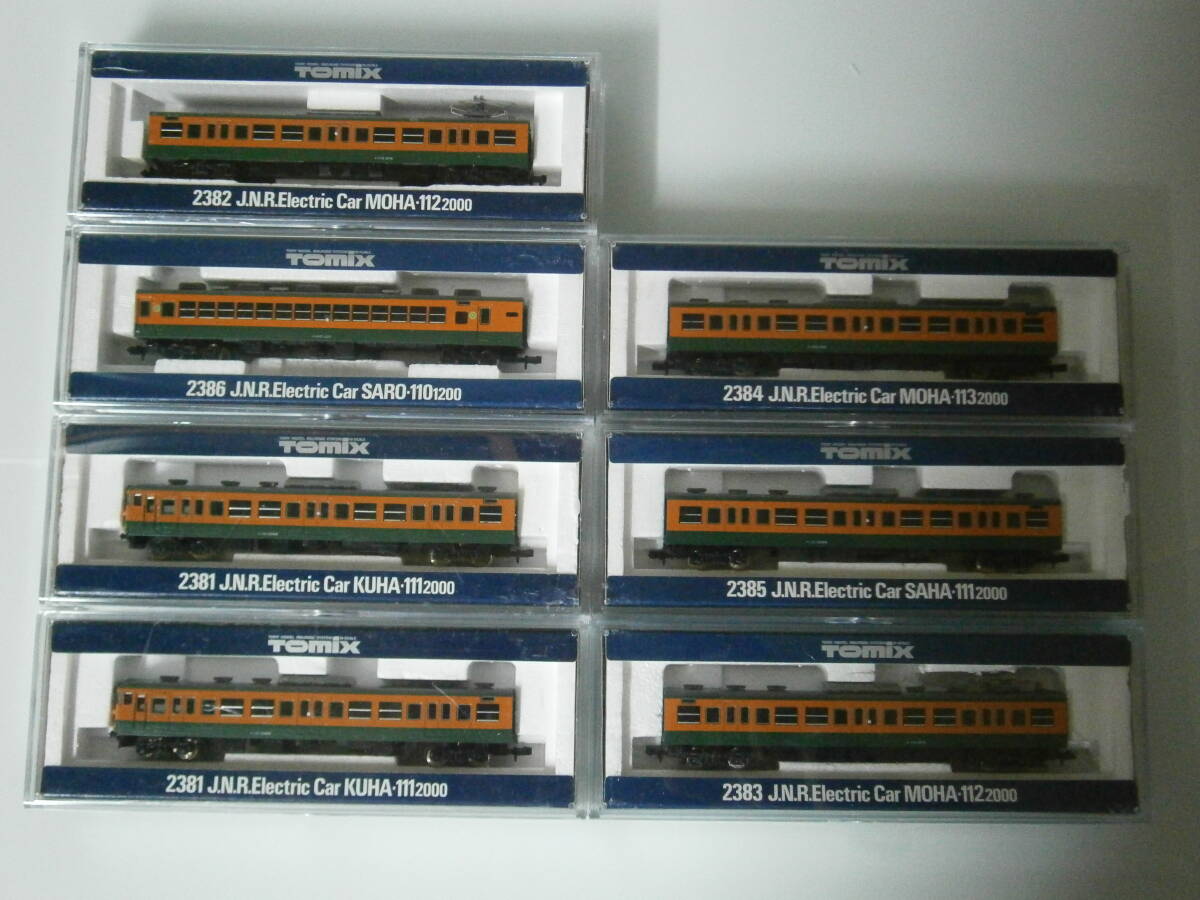 TOMIX
2382 J.N.R.Electric Car MOHA·112 2000
TOMIX
2386 J.N.R.Electric Car SARO·110 1200
TOMIX
2381 J.N.R.Electric Car KUHA·111 2000
TOMIX
2381 J.N.R.Electric Car KUHA·111 2000
TOMIX
2384 J.N.R.Electric Car MOHA·113 2000
TOMIX
2385 J.N.R.Electric Car SAHA·111 2000
TOMIX
2383 J.N.R.Electric Car MOHA·112 2000